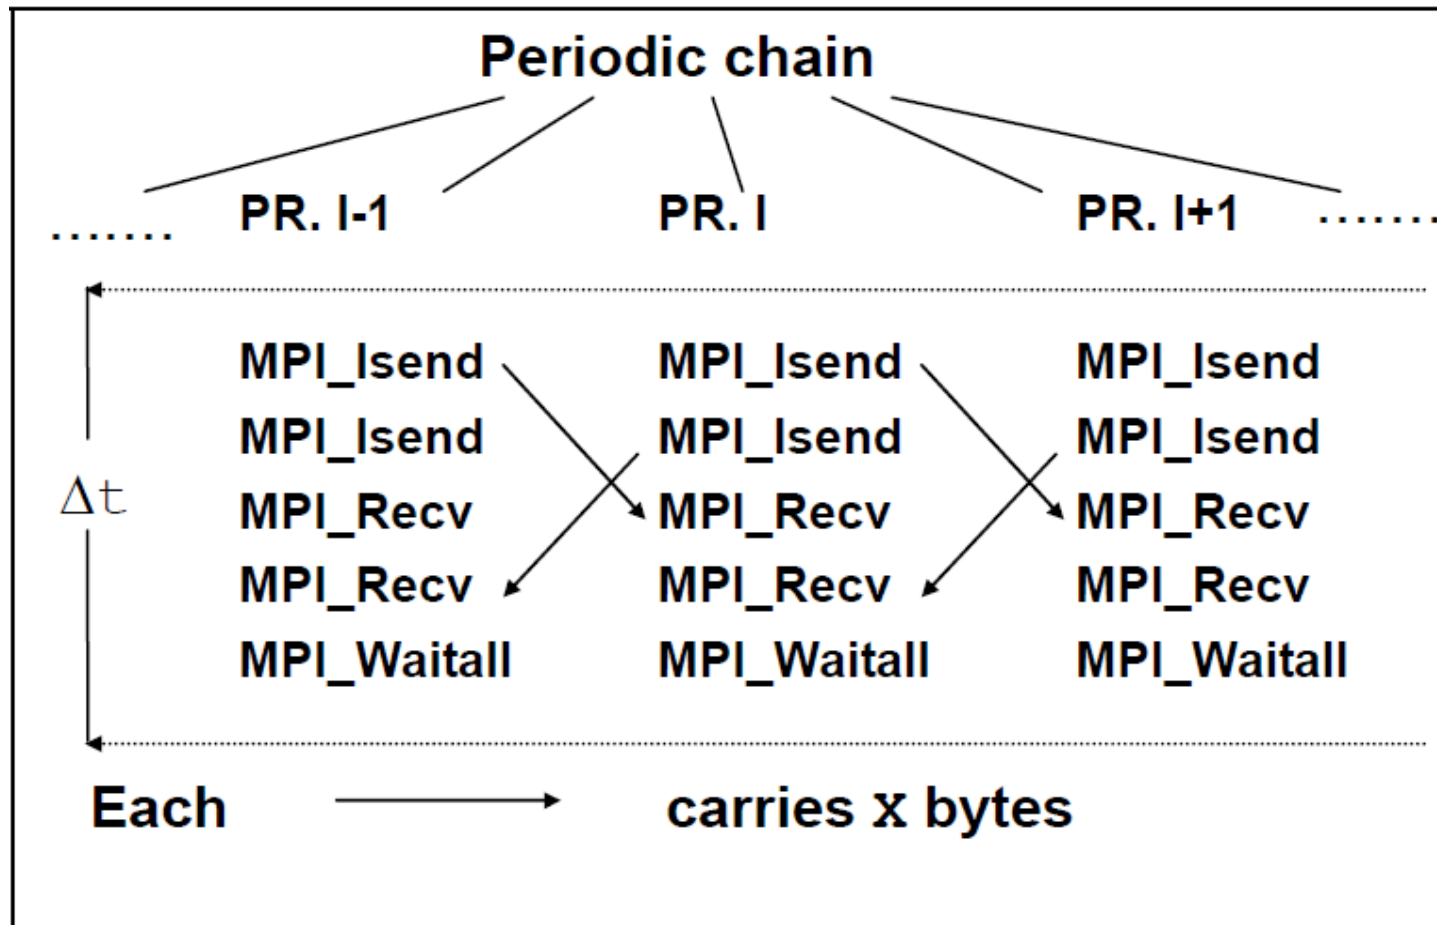 Periodic chain
....... PR. I-1 PR. I PR. I+1 .......
MPI_Isend MPI_Isend MPI_Isend
MPI_Isend MPI_Isend MPI_Isend
Δt
MPI_Recv MPI_Recv MPI_Recv
MPI_Recv MPI_Recv MPI_Recv
MPI_Waitall MPI_Waitall MPI_Waitall
Each carries x bytes